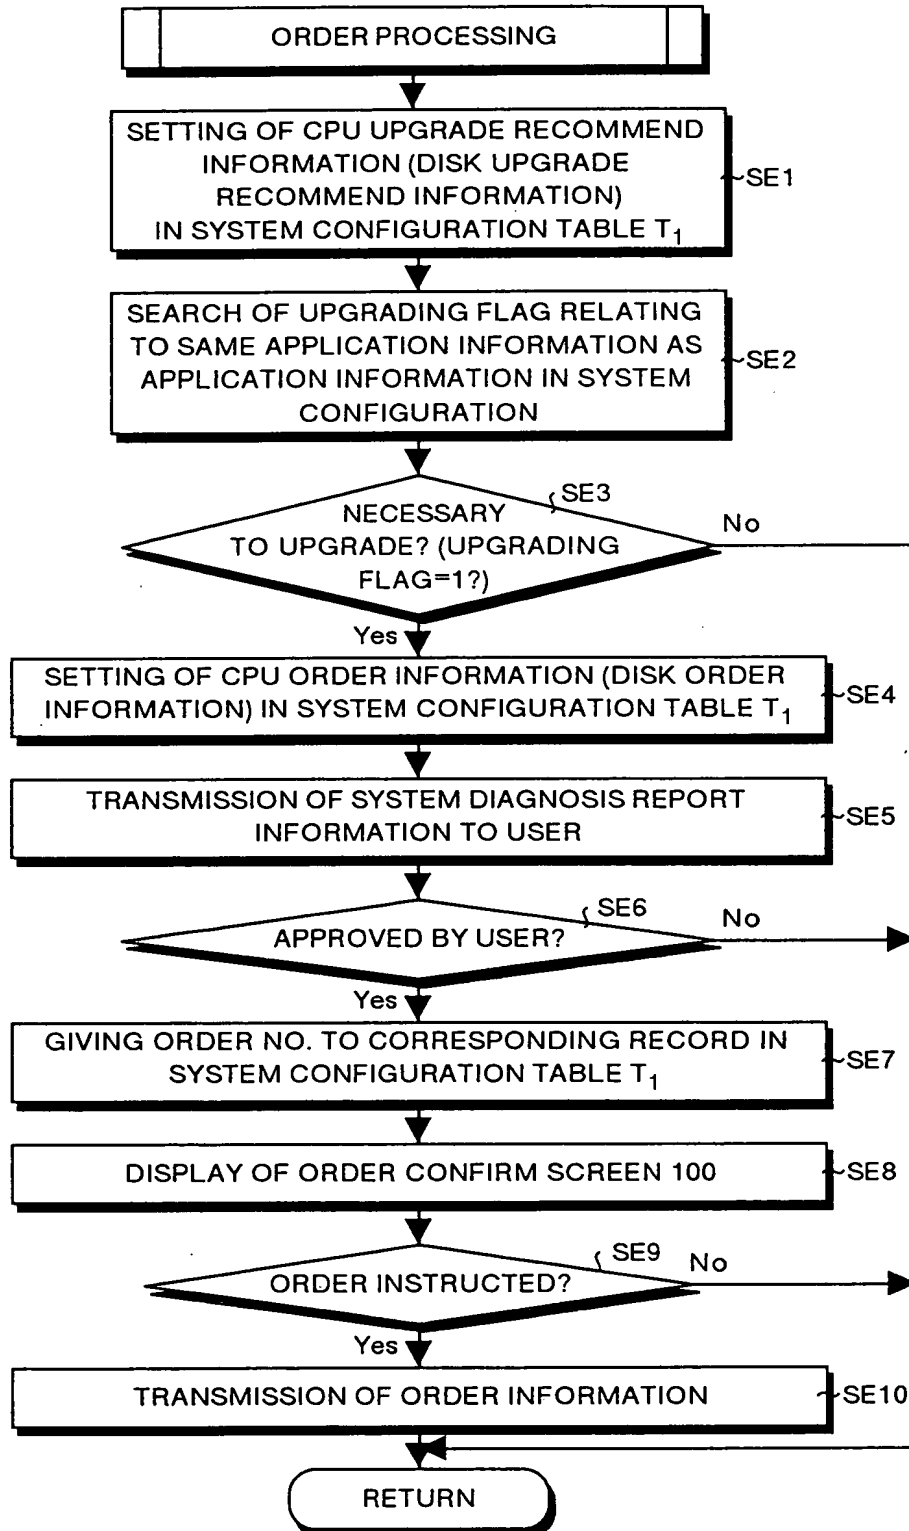 ORDER PROCESSING
SETTING OF CPU UPGRADE RECOMMEND
INFORMATION (DISK UPGRADE
RECOMMEND INFORMATION)
IN SYSTEM CONFIGURATION TABLE T1
SE1
SEARCH OF UPGRADING FLAG RELATING
TO SAME APPLICATION INFORMATION AS
APPLICATION INFORMATION IN SYSTEM
CONFIGURATION
SE2
SE3
NECESSARY
TO UPGRADE? (UPGRADING
FLAG=1?)
No
Yes
SETTING OF CPU ORDER INFORMATION (DISK ORDER
INFORMATION) IN SYSTEM CONFIGURATION TABLE T1
SE4
TRANSMISSION OF SYSTEM DIAGNOSIS REPORT
INFORMATION TO USER
SE5
SE6
APPROVED BY USER?
No
Yes
GIVING ORDER NO. TO CORRESPONDING RECORD IN
SYSTEM CONFIGURATION TABLE T1
SE7
DISPLAY OF ORDER CONFIRM SCREEN 100
SE8
SE9
ORDER INSTRUCTED?
No
Yes
TRANSMISSION OF ORDER INFORMATION
SE10
RETURN